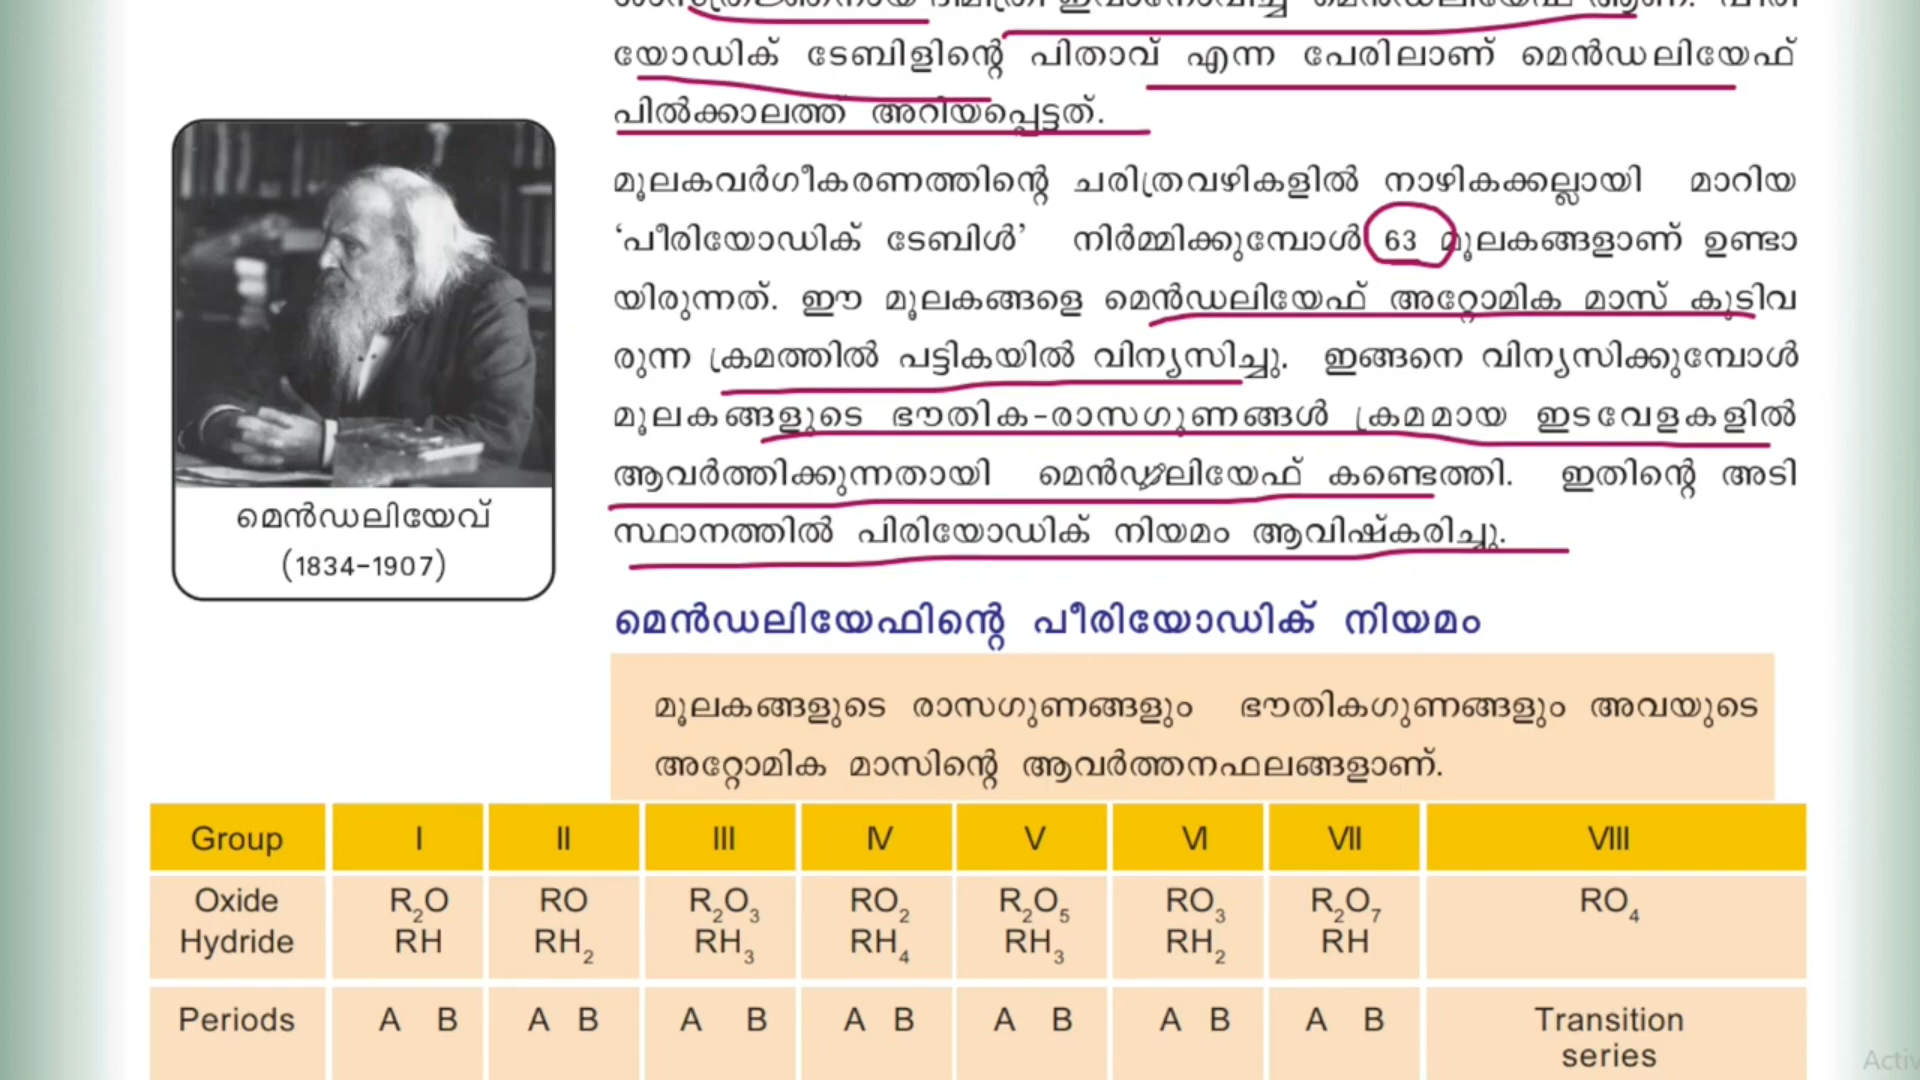 യോഡിക് ടേബിളിന്റെ പിതാവ് എന്ന പേരിലാണ് മെൻഡലിയേഫ്
പിൽക്കാലത്ത് അറിയപ്പെട്ടത്.
മൂലകവർഗീകരണത്തിന്റെ ചരിത്രവഴികളിൽ നാഴികക്കല്ലായി മാറിയ
‘പീരിയോഡിക് ടേബിൾ’ നിർമ്മിക്കുമ്പോൾ 63 മൂലകങ്ങളാണ് ഉണ്ടാ
യിരുന്നത്. ഈ മൂലകങ്ങളെ മെൻഡലിയേഫ് അറ്റോമിക മാസ് കൂടിവ
രുന്ന ക്രമത്തിൽ പട്ടികയിൽ വിന്യസിച്ചു. ഇങ്ങനെ വിന്യസിക്കുമ്പോൾ
മൂലകങ്ങളുടെ ഭൗതിക-രാസഗുണങ്ങൾ ക്രമമായ ഇടവേളകളിൽ
ആവർത്തിക്കുന്നതായി മെൻഡലിയേഫ് കണ്ടെത്തി. ഇതിന്റെ അടി
സ്ഥാനത്തിൽ പിരിയോഡിക് നിയമം ആവിഷ്കരിച്ചു.
മെൻഡലിയേവ്
(1834-1907)
മെൻഡലിയേഫിന്റെ പീരിയോഡിക് നിയമം
മൂലകങ്ങളുടെ രാസഗുണങ്ങളും ഭൗതികഗുണങ്ങളും അവയുടെ
അറ്റോമിക മാസിന്റെ ആവർത്തനഫലങ്ങളാണ്.
Group I II III IV V VI VII VIII
Oxide R₂O RO R₂O₃ RO₂ R₂O₅ RO₃ R₂O₇ RO₄
Hydride RH RH₂ RH₃ RH₄ RH₃ RH₂ RH
Periods A B A B A B A B A B A B A B Transition
series